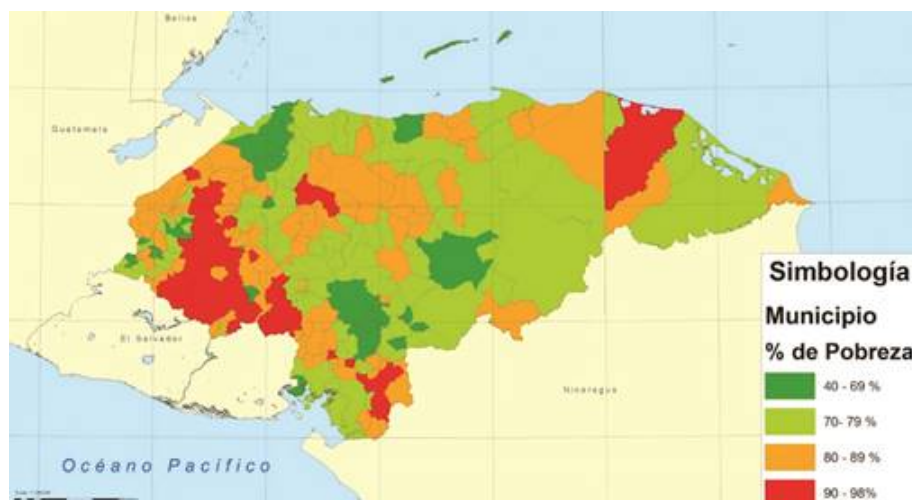 Belice
Guatemala
El Salvador
Nicaragua
Océano Pacífico
Simbología
Municipio
% de Pobreza
40 - 69 %
70- 79 %
80 - 89 %
90 - 98%